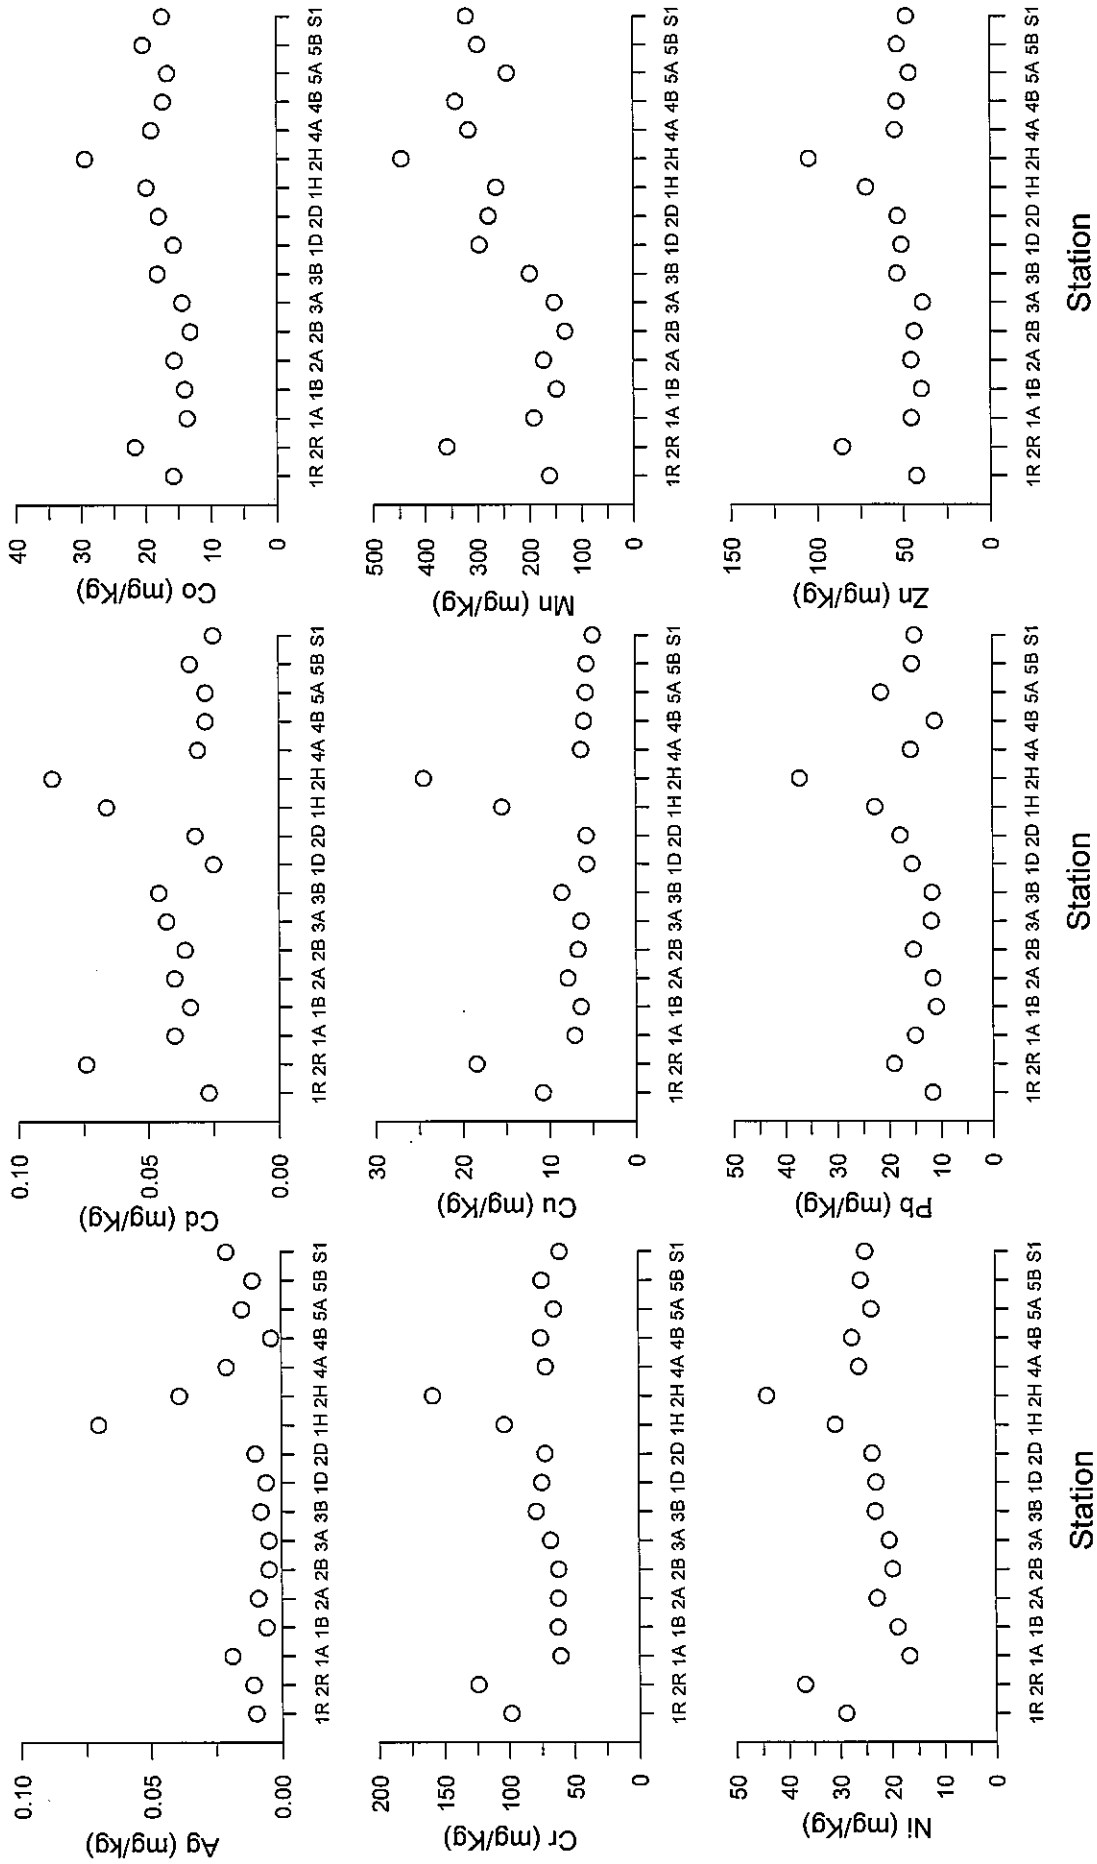 Ag (mg/Kg)
0.10
0.05
0.00
1R 2R 1A 1B 2A 2B 3A 3B 1D 2D 1H 2H 4A 4B 5A 5B S1
Cd (mg/Kg)
0.10
0.05
0.00
1R 2R 1A 1B 2A 2B 3A 3B 1D 2D 1H 2H 4A 4B 5A 5B S1
Co (mg/Kg)
40
30
20
10
0
1R 2R 1A 1B 2A 2B 3A 3B 1D 2D 1H 2H 4A 4B 5A 5B S1
Cr (mg/Kg)
200
150
100
50
0
1R 2R 1A 1B 2A 2B 3A 3B 1D 2D 1H 2H 4A 4B 5A 5B S1
Cu (mg/Kg)
30
20
10
0
1R 2R 1A 1B 2A 2B 3A 3B 1D 2D 1H 2H 4A 4B 5A 5B S1
Mn (mg/Kg)
500
400
300
200
100
0
1R 2R 1A 1B 2A 2B 3A 3B 1D 2D 1H 2H 4A 4B 5A 5B S1
Ni (mg/Kg)
50
40
30
20
10
0
1R 2R 1A 1B 2A 2B 3A 3B 1D 2D 1H 2H 4A 4B 5A 5B S1
Station
Pb (mg/Kg)
50
40
30
20
10
0
1R 2R 1A 1B 2A 2B 3A 3B 1D 2D 1H 2H 4A 4B 5A 5B S1
Station
Zn (mg/Kg)
150
100
50
0
1R 2R 1A 1B 2A 2B 3A 3B 1D 2D 1H 2H 4A 4B 5A 5B S1
Station